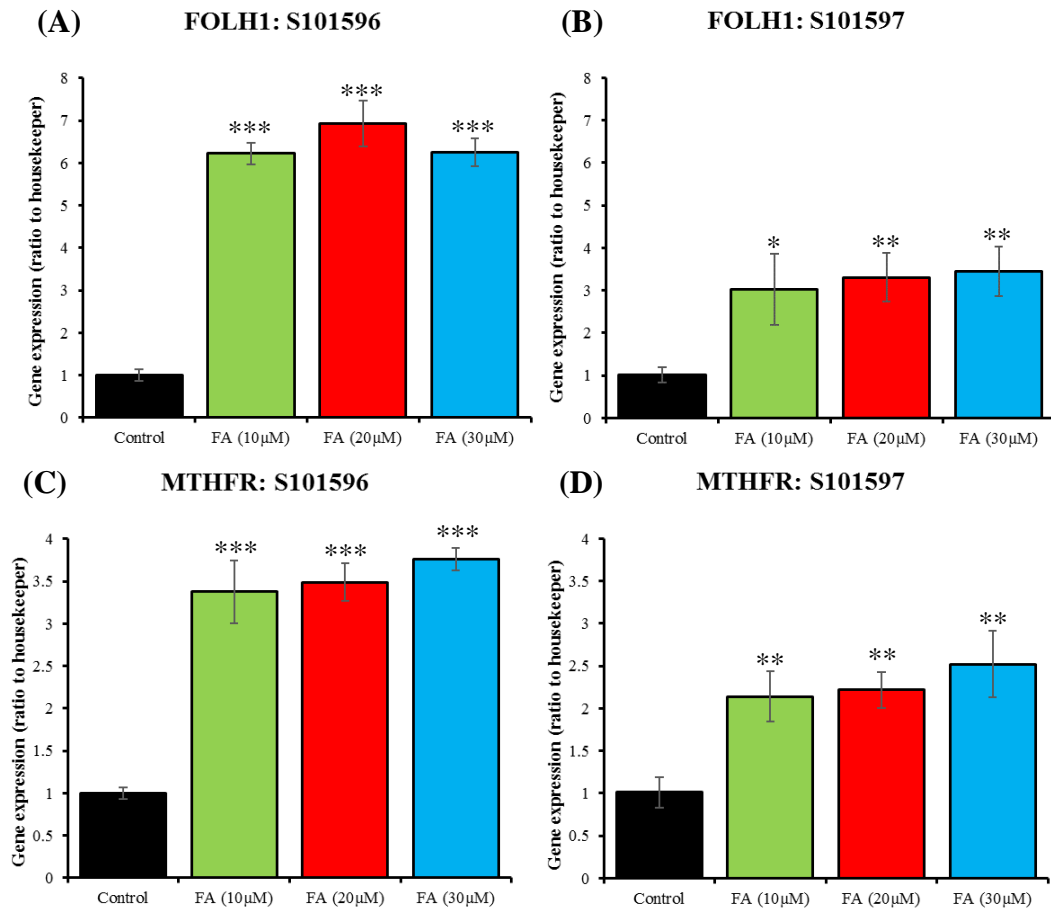 (A)
FOLH1: S101596
Gene expression (ratio to housekeeper)
8
7
6
5
4
3
2
1
0
***
***
***
Control
FA (10µM)
FA (20µM)
FA (30µM)
(B)
FOLH1: S101597
Gene expression (ratio to housekeeper)
8
7
6
5
4
3
2
1
0
*
**
**
Control
FA (10µM)
FA (20µM)
FA (30µM)
(C)
MTHFR: S101596
Gene expression (ratio to housekeeper)
4
3.5
3
2.5
2
1.5
1
0.5
0
***
***
***
Control
FA (10µM)
FA (20µM)
FA (30µM)
(D)
MTHFR: S101597
Gene expression (ratio to housekeeper)
4
3.5
3
2.5
2
1.5
1
0.5
0
**
**
**
Control
FA (10µM)
FA (20µM)
FA (30µM)